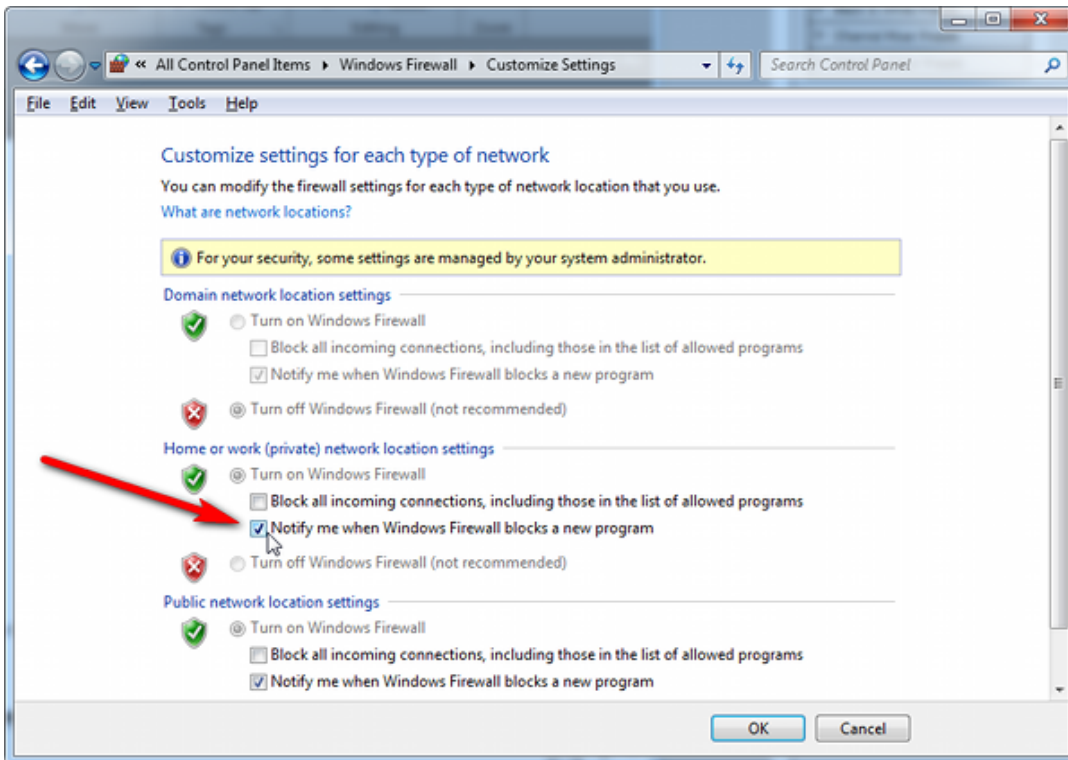 « All Control Panel Items ▸ Windows Firewall ▸ Customize Settings
Search Control Panel
File Edit View Tools Help
Customize settings for each type of network
You can modify the firewall settings for each type of network location that you use.
What are network locations?
For your security, some settings are managed by your system administrator.
Domain network location settings
Turn on Windows Firewall
Block all incoming connections, including those in the list of allowed programs
Notify me when Windows Firewall blocks a new program
Turn off Windows Firewall (not recommended)
Home or work (private) network location settings
Turn on Windows Firewall
Block all incoming connections, including those in the list of allowed programs
Notify me when Windows Firewall blocks a new program
Turn off Windows Firewall (not recommended)
Public network location settings
Turn on Windows Firewall
Block all incoming connections, including those in the list of allowed programs
Notify me when Windows Firewall blocks a new program
OK Cancel